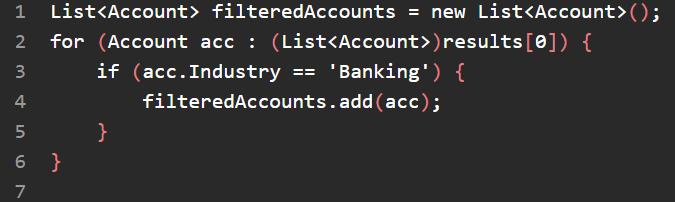 1 List<Account> filteredAccounts = new List<Account>();
2 for (Account acc : (List<Account>)results[0]) {
3     if (acc.Industry == 'Banking') {
4         filteredAccounts.add(acc);
5     }
6 }
7